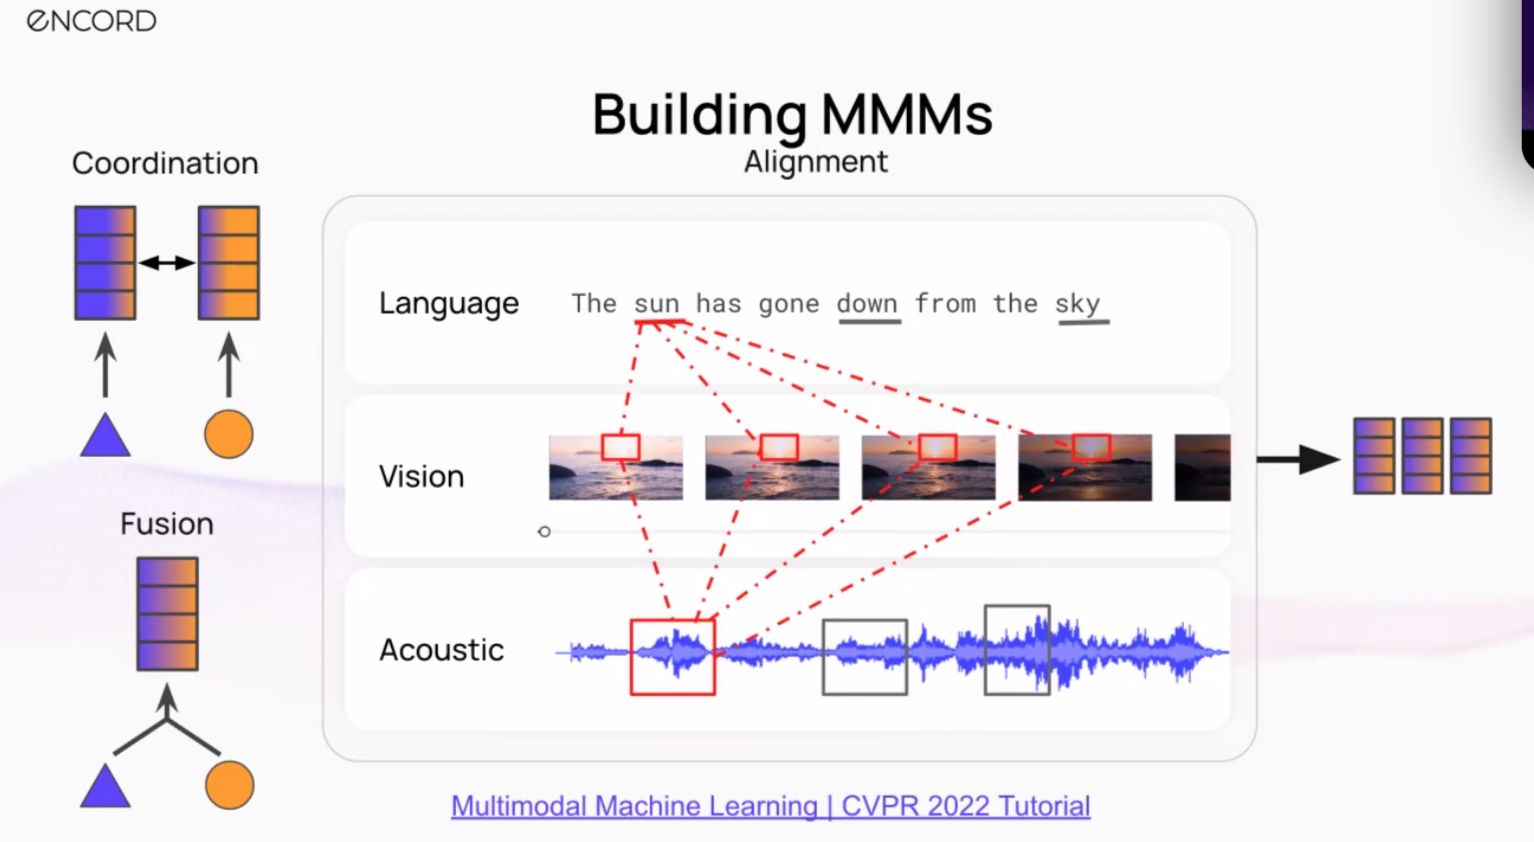 ENCORD
Building MMMs
Alignment
Coordination
Language
The sun has gone down from the sky
Vision
Fusion
Acoustic
Multimodal Machine Learning | CVPR 2022 Tutorial